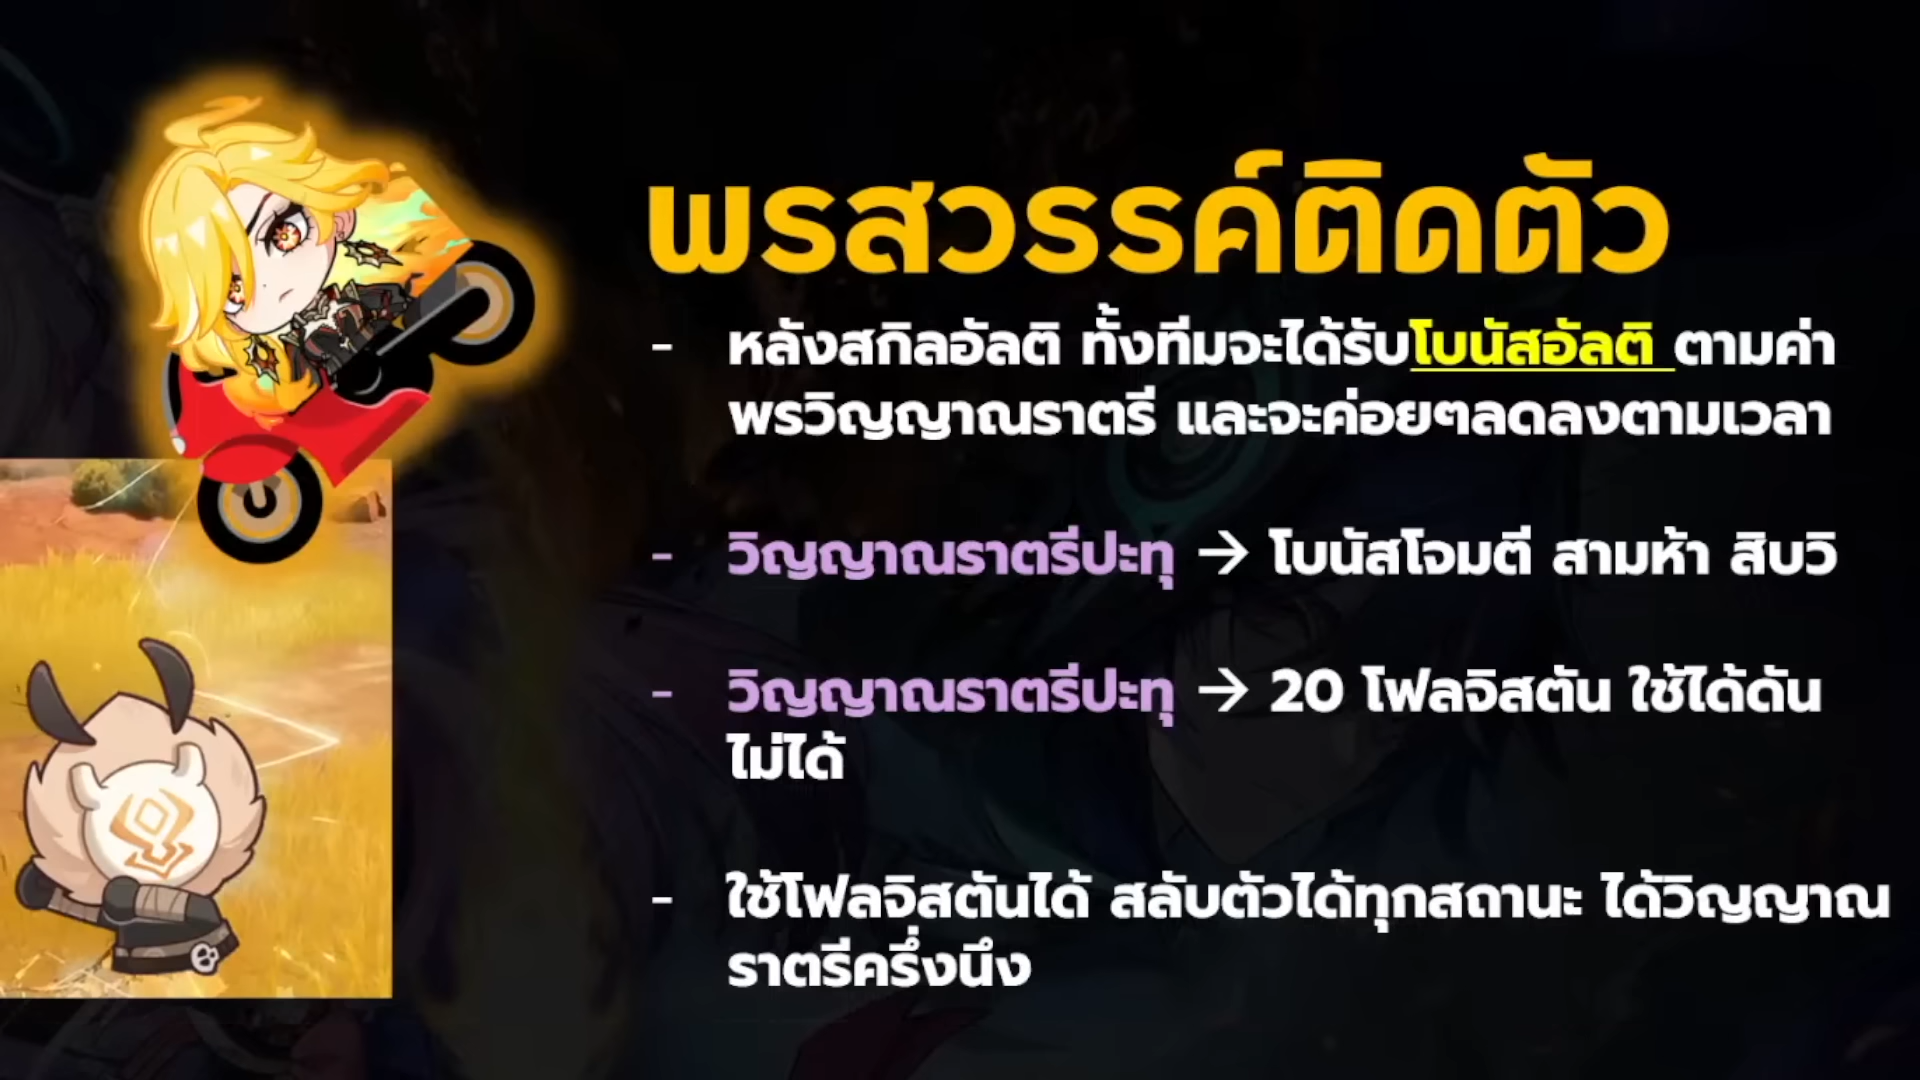 พรสวรรค์ติดตัว
- หลังสกิลอัลติ ทั้งทีมจะได้รับโบนัสอัลติ ตามค่า
พรวิญญาณราตรี และจะค่อยๆลดลงตามเวลา
- วิญญาณราตรีปะทุ → โบนัสโจมตี สามห้า สิบวิ
- วิญญาณราตรีปะทุ → 20 โฟลจิสตัน ใช้ได้ดัน
ไม่ได้
- ใช้โฟลจิสตันได้ สลับตัวได้ทุกสถานะ ได้วิญญาณ
ราตรีครึ่งนึง